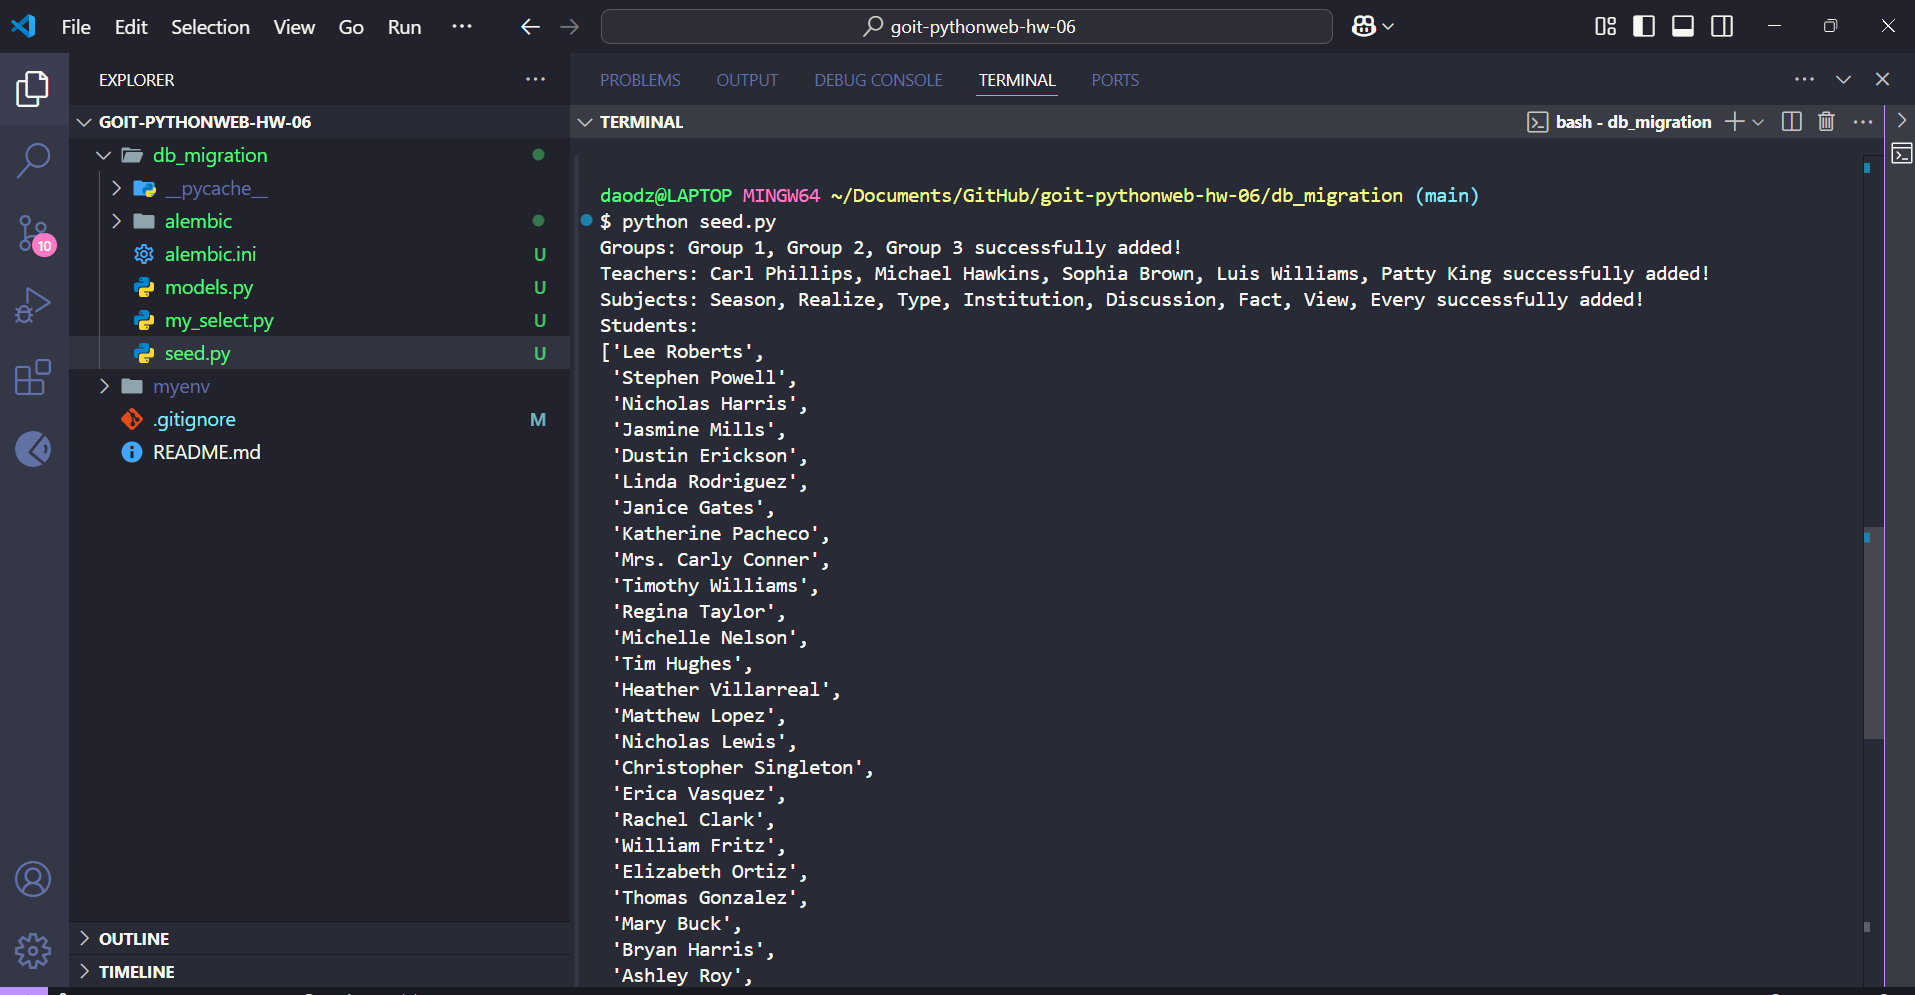 File Edit Selection View Go Run ...
goit-pythonweb-hw-06
EXPLORER
GOIT-PYTHONWEB-HW-06
db_migration
__pycache__
alembic
alembic.ini U
models.py U
my_select.py U
seed.py U
myenv
.gitignore M
README.md
10
OUTLINE
TIMELINE
PROBLEMS OUTPUT DEBUG CONSOLE TERMINAL PORTS
TERMINAL
bash - db_migration
daodz@LAPTOP MINGW64 ~/Documents/GitHub/goit-pythonweb-hw-06/db_migration (main)
$ python seed.py
Groups: Group 1, Group 2, Group 3 successfully added!
Teachers: Carl Phillips, Michael Hawkins, Sophia Brown, Luis Williams, Patty King successfully added!
Subjects: Season, Realize, Type, Institution, Discussion, Fact, View, Every successfully added!
Students:
['Lee Roberts',
'Stephen Powell',
'Nicholas Harris',
'Jasmine Mills',
'Dustin Erickson',
'Linda Rodriguez',
'Janice Gates',
'Katherine Pacheco',
'Mrs. Carly Conner',
'Timothy Williams',
'Regina Taylor',
'Michelle Nelson',
'Tim Hughes',
'Heather Villarreal',
'Matthew Lopez',
'Nicholas Lewis',
'Christopher Singleton',
'Erica Vasquez',
'Rachel Clark',
'William Fritz',
'Elizabeth Ortiz',
'Thomas Gonzalez',
'Mary Buck',
'Bryan Harris',
'Ashley Roy',